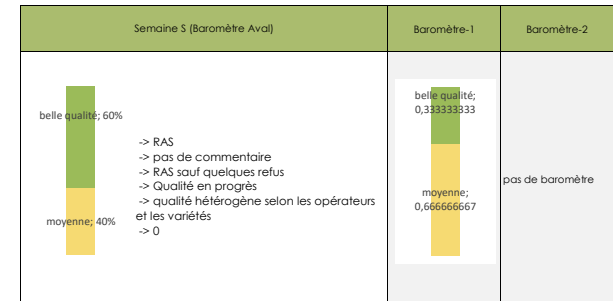 Semaine S (Baromètre Aval)
Baromètre-1
Baromètre-2
belle qualité; 60%
moyenne; 40%
-> RAS
-> pas de commentaire
-> RAS sauf quelques refus
-> Qualité en progrès
-> qualité hétérogène selon les opérateurs
et les variétés
-> 0
belle qualité;
0,333333333
moyenne;
0,666666667
pas de baromètre